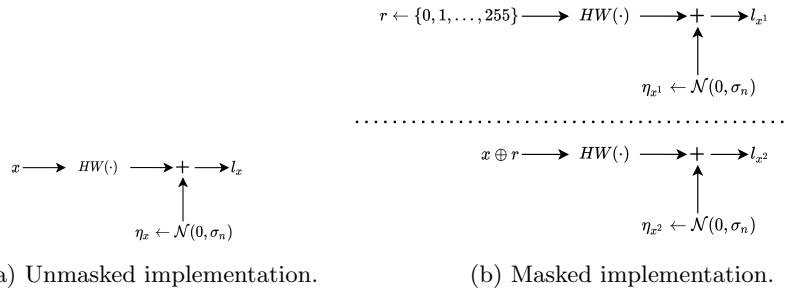 r ← {0, 1, . . . , 255} HW(·) + l_{x^1}
η_{x^1} ← 𝒩(0, σ_n)
x ⊕ r HW(·) + l_{x^2}
x HW(·) + l_x
η_{x^2} ← 𝒩(0, σ_n)
η_x ← 𝒩(0, σ_n)
a) Unmasked implementation. (b) Masked implementation.